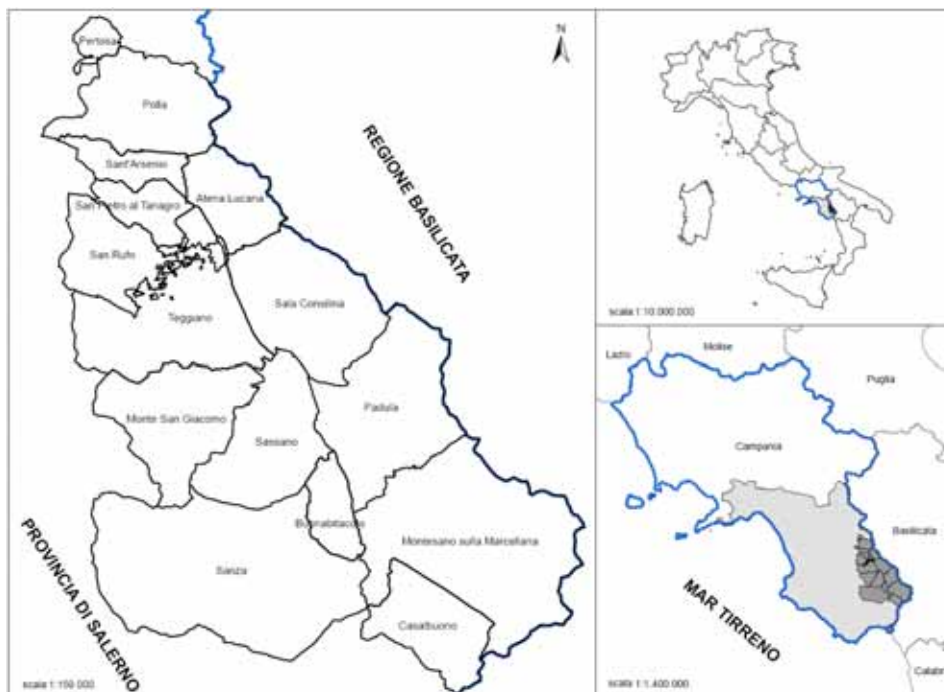 N
Pertosa
Polla
Sant'Arsenio
San Pietro al Tanagro
Atena Lucana
San Rufo
Teggiano
Sala Consilina
REGIONE BASILICATA
Monte San Giacomo
Sassano
Padula
Buonabitacolo
Montesano sulla Marcellana
Sanza
Casalbuono
PROVINCIA DI SALERNO
scala 1:150 000
scala 1:10.000.000
Lazio
Molise
Puglia
Campania
Basilicata
MAR TIRRENO
Calabr
scala 1:1.400.000